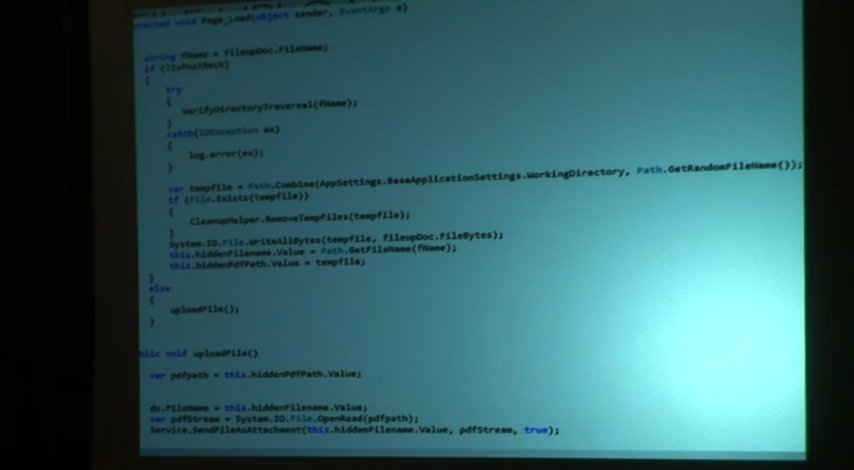 Page_Load(object sender, EventArgs e)
string fName = fileupDoc.FileName;
if (!IsPostBack)
{
try
{
VerifyDirectoryTraversal(fName);
}
catch(IOException ex)
{
log.error(ex);
}
var tempfile = Path.Combine(AppSettings.BaseApplicationSettings.WorkingDirectory, Path.GetRandomFileName());
if (File.Exists(tempfile))
{
CleanupHelper.RemoveTempFiles(tempfile);
}
System.IO.File.WriteAllBytes(tempfile, fileupDoc.FileBytes);
this.hiddenFilename.Value = Path.GetFileName(fName);
this.hiddenPdfPath.Value = tempfile;
}
else
{
uploadFile();
}
blic void uploadFile()
var pdfpath = this.hiddenPdfPath.Value;
ds.FileName = this.hiddenFilename.Value;
var pdfStream = System.IO.File.OpenRead(pdfpath);
Service.SendFileAsAttachment(this.hiddenFilename.Value, pdfStream, true);